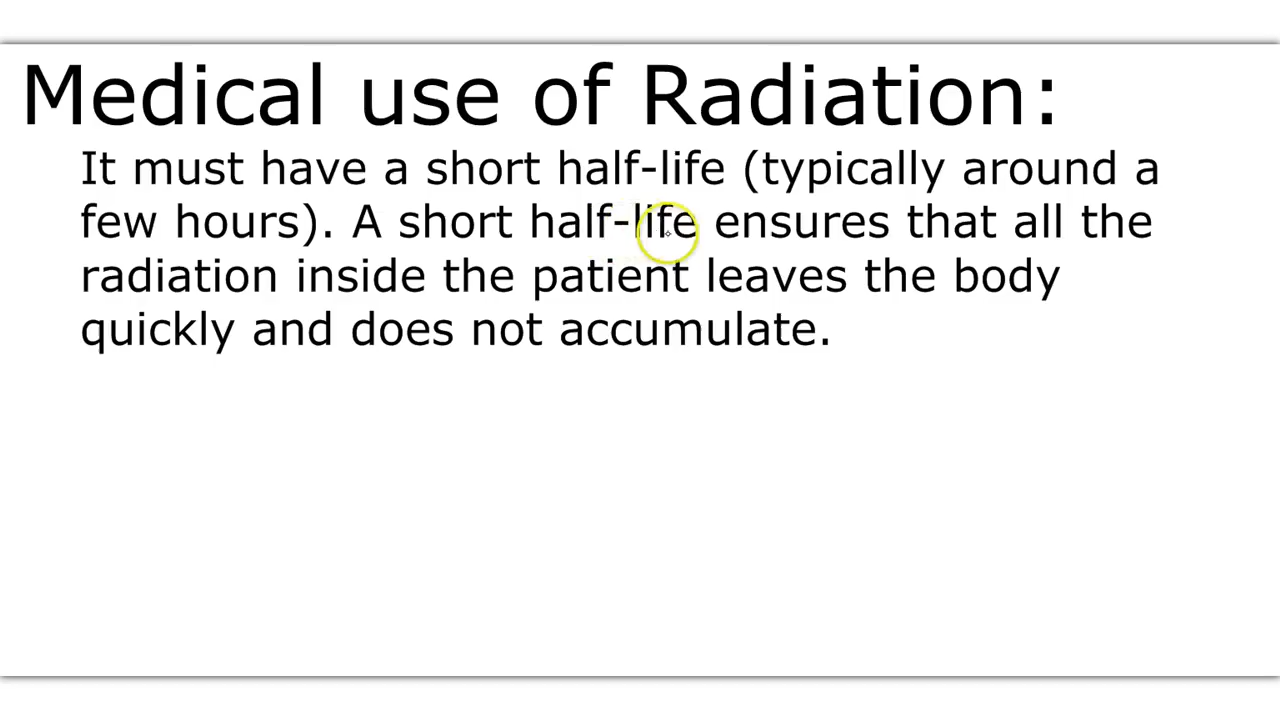 Medical use of Radiation:
It must have a short half-life (typically around a
few hours). A short half-life ensures that all the
radiation inside the patient leaves the body
quickly and does not accumulate.